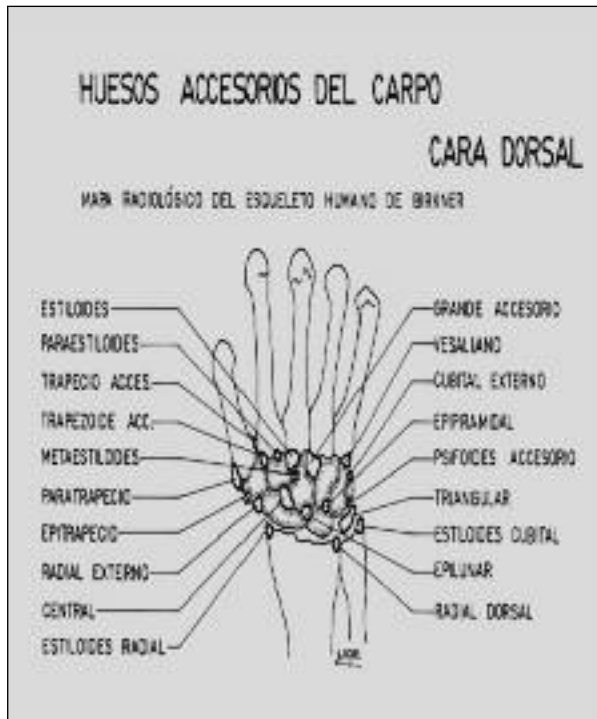 HUESOS ACCESORIOS DEL CARPO
CARA DORSAL
MAPA RADIOLÓGICO DEL ESQUELETO HUMANO DE BIRKNER
ESTILOIDES
PARAESTILOIDES
TRAPECIO ACCES.
TRAPEZOIDE ACC.
METAESTILOIDES
PARATRAPECIO
EPITRAPECIO
RADIAL EXTERNO
CENTRAL
ESTILOIDES RADIAL
GRANDE ACCESORIO
VESALIANO
CUBITAL EXTERNO
EPIPRAMIDAL
PSIFOIDES ACCESORIO
TRIANGULAR
ESTILOIDES CUBITAL
EPILUNAR
RADIAL DORSAL